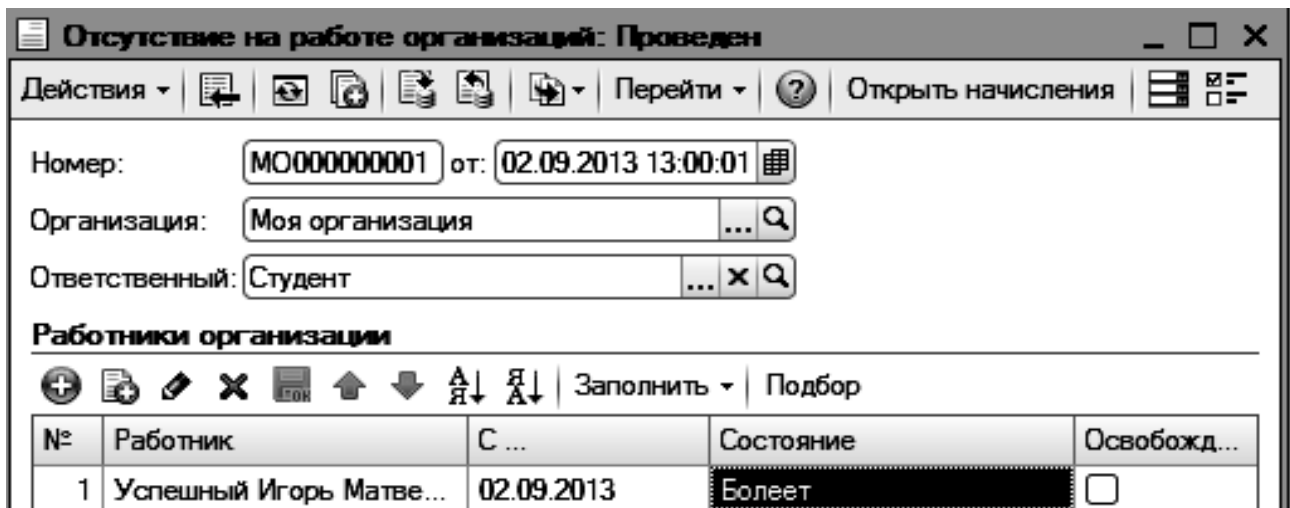 Отсутствие на работе организаций: Проведен
Действия Перейти Открыть начисления
Номер: МО000000001 от: 02.09.2013 13:00:01
Организация: Моя организация ...
Ответственный: Студент ...
Работники организации
Заполнить Подбор
№ Работник С ... Состояние Освобожд...
1 Успешный Игорь Матве... 02.09.2013 Болеет